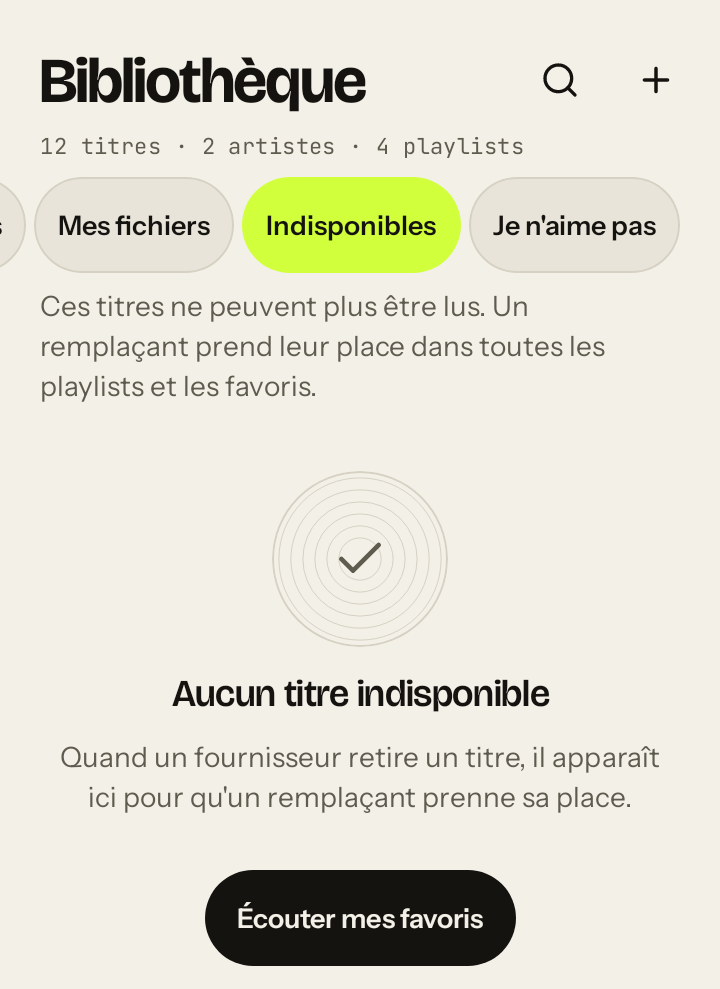 Bibliothèque
12 titres · 2 artistes · 4 playlists
s Mes fichiers Indisponibles Je n'aime pas
Ces titres ne peuvent plus être lus. Un
remplaçant prend leur place dans toutes les
playlists et les favoris.
Aucun titre indisponible
Quand un fournisseur retire un titre, il apparaît
ici pour qu'un remplaçant prenne sa place.
Écouter mes favoris